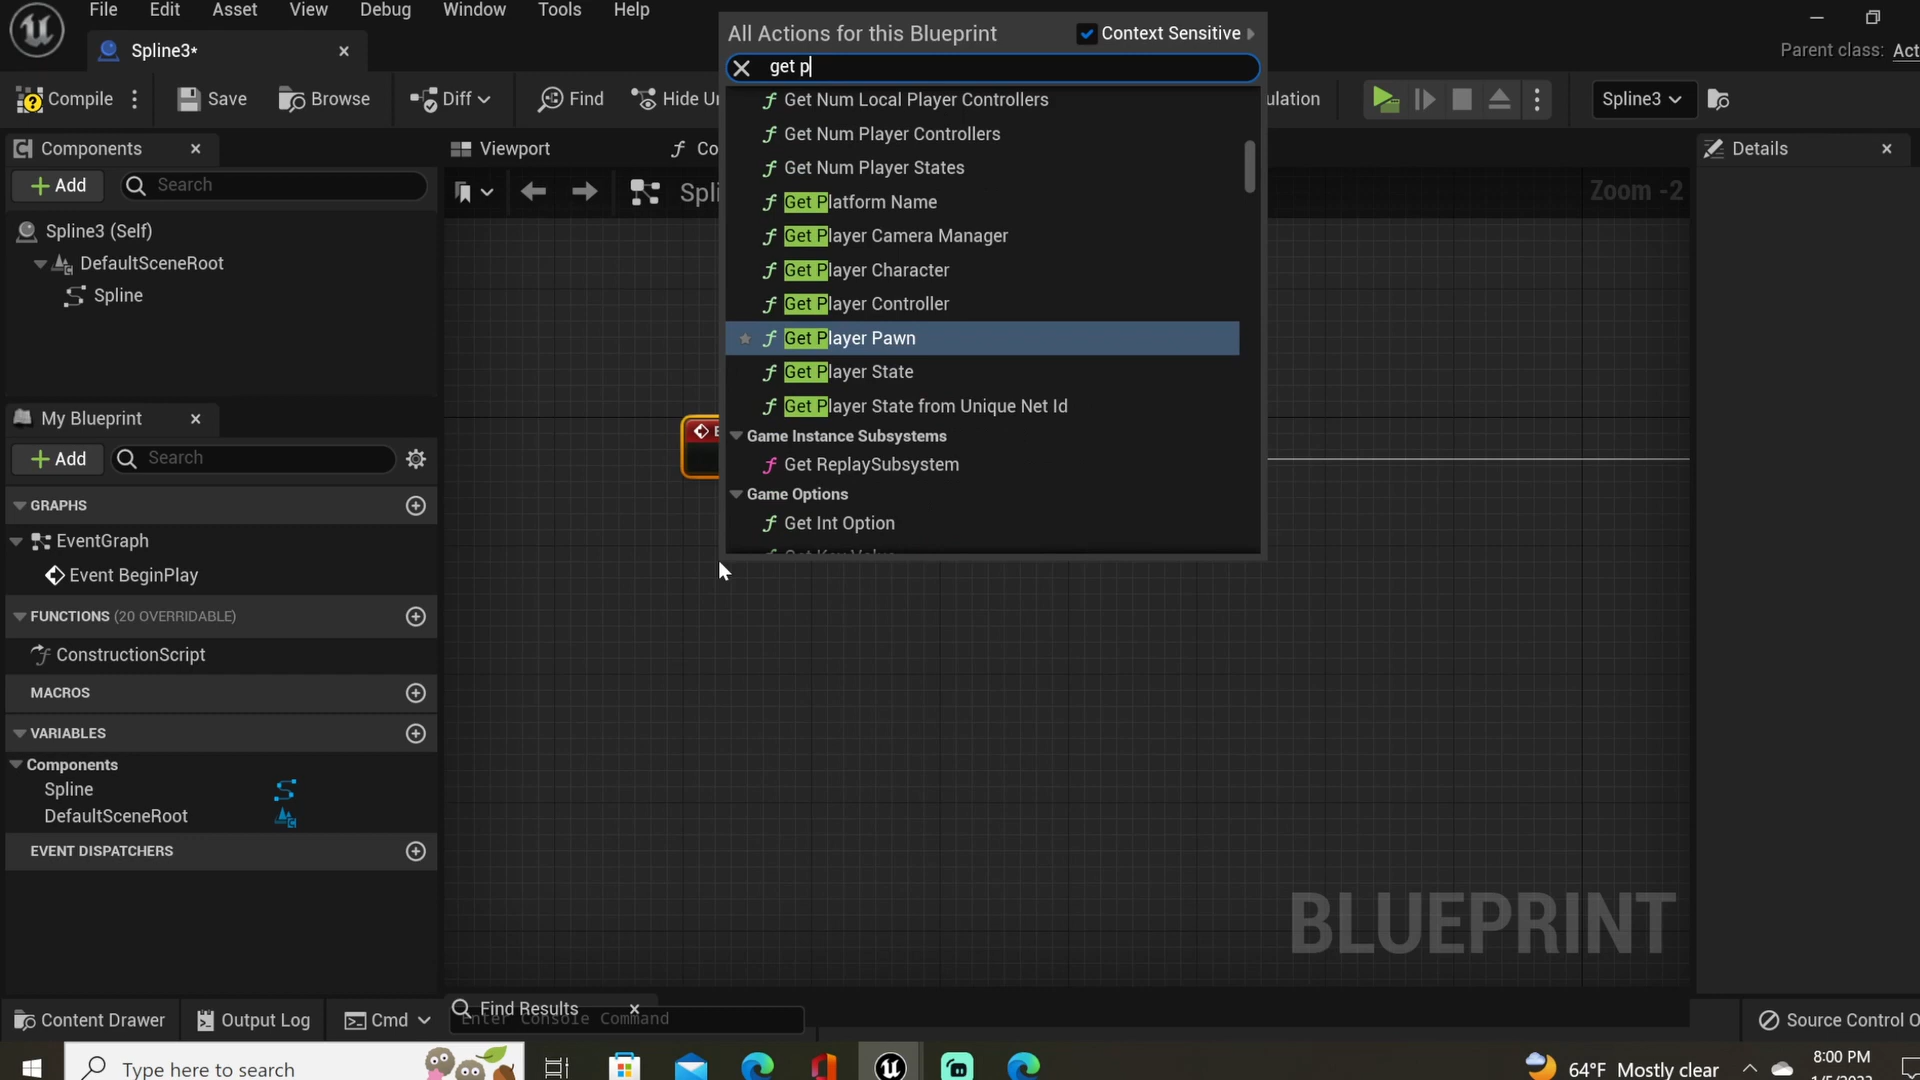 File Edit Asset View Debug Window Tools Help
Spline3*
Parent class:
Compile Save Browse Diff Find Spline3
Components
Add Search
Spline3 (Self)
DefaultSceneRoot
Spline
My Blueprint
Add Search
GRAPHS
EventGraph
Event BeginPlay
FUNCTIONS (20 OVERRIDABLE)
ConstructionScript
MACROS
VARIABLES
Components
Spline
DefaultSceneRoot
EVENT DISPATCHERS
Viewport
All Actions for this Blueprint Context Sensitive
get p
Get Num Local Player Controllers
Get Num Player Controllers
Get Num Player States
Get Platform Name
Get Player Camera Manager
Get Player Character
Get Player Controller
Get Player Pawn
Get Player State
Get Player State from Unique Net Id
Game Instance Subsystems
Get ReplaySubsystem
Game Options
Get Int Option
Details
Zoom -2
BLUEPRINT
Find Results
Content Drawer Output Log Cmd Enter Console Command Source Control
Type here to search
64°F Mostly clear
8:00 PM